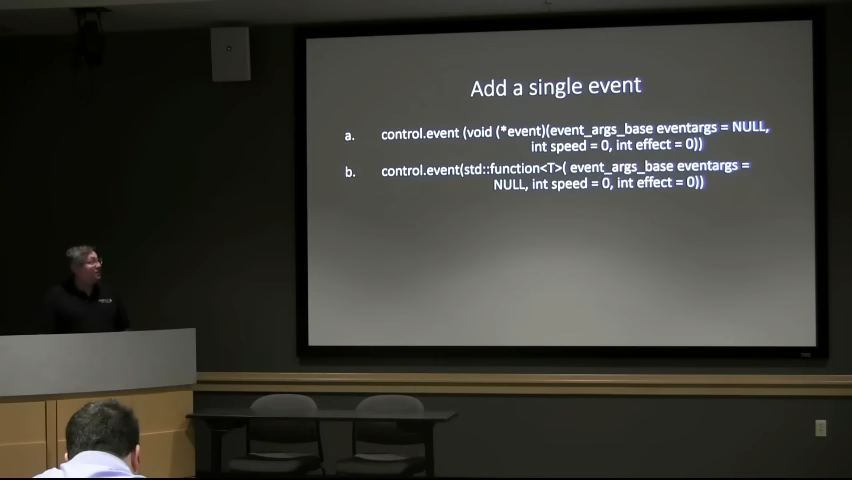 Add a single event
a. control.event (void (*event)(event_args_base eventargs = NULL,
int speed = 0, int effect = 0))
b. control.event(std::function<T>( event_args_base eventargs =
NULL, int speed = 0, int effect = 0))